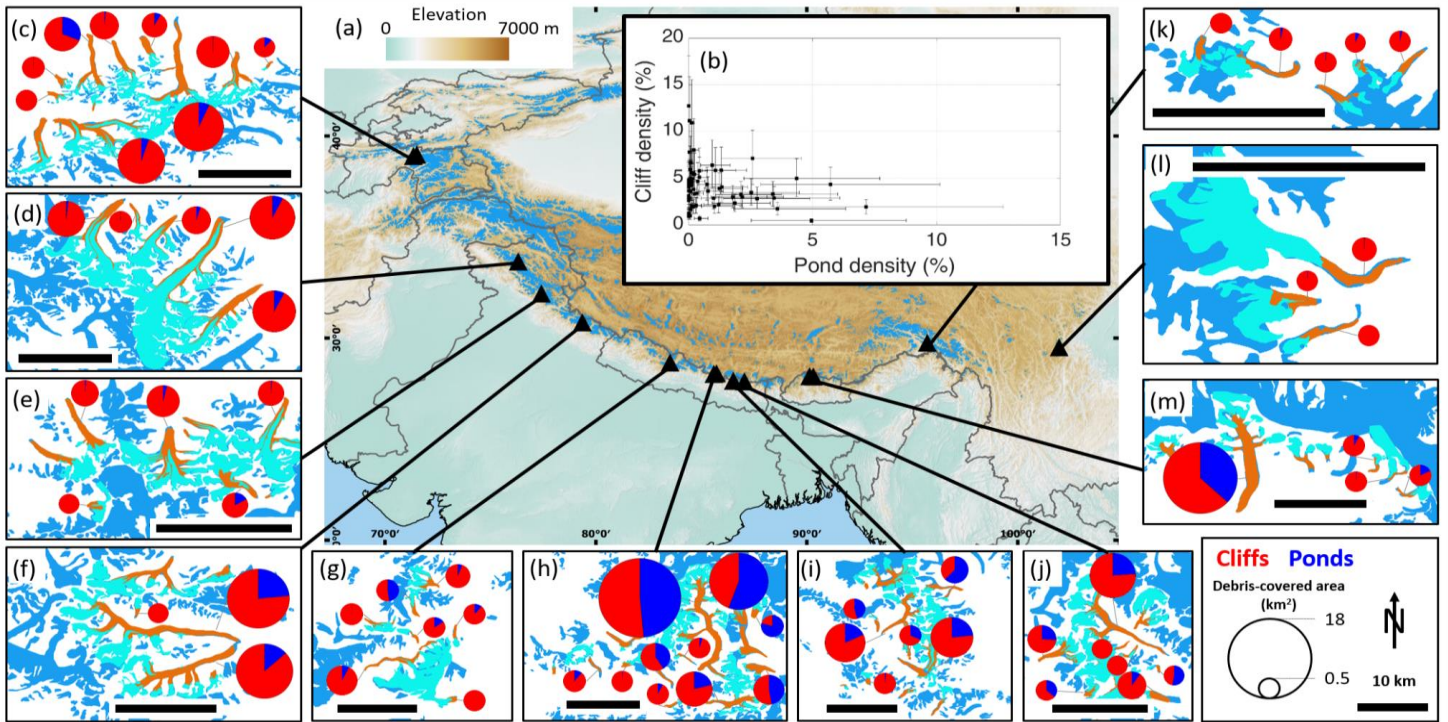 (a)
Elevation
0 7000 m
(b)
Cliff density (%)
20
15
10
5
0
0 5 10 15
Pond density (%)
(c)
(d)
(e)
(f)
(g)
(h)
(i)
(j)
(k)
(l)
(m)
40°0'
30°0'
70°0' 80°0' 90°0' 100°0'
Cliffs Ponds
Debris-covered area
(km²)
18
0.5
N
10 km